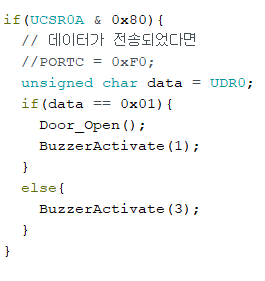 if(UCSR0A & 0x80){
// 데이터가 전송되었다면
//PORTC = 0xF0;
unsigned char data = UDR0;
if(data == 0x01){
Door_Open();
BuzzerActivate(1);
}
else{
BuzzerActivate(3);
}
}